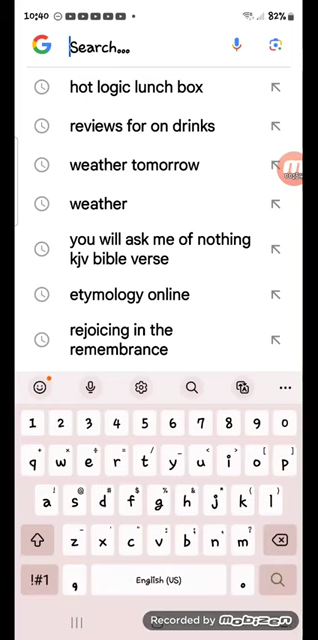 10:40 82%
Search...
hot logic lunch box
reviews for on drinks
weather tomorrow
weather
you will ask me of nothing
kjv bible verse
etymology online
rejoicing in the
remembrance
1 2 3 4 5 6 7 8 9 0
q w e r t y u i o p
a s d f g h j k l
z x c v b n m
!#1 , English (US) .
Recorded by mobizen